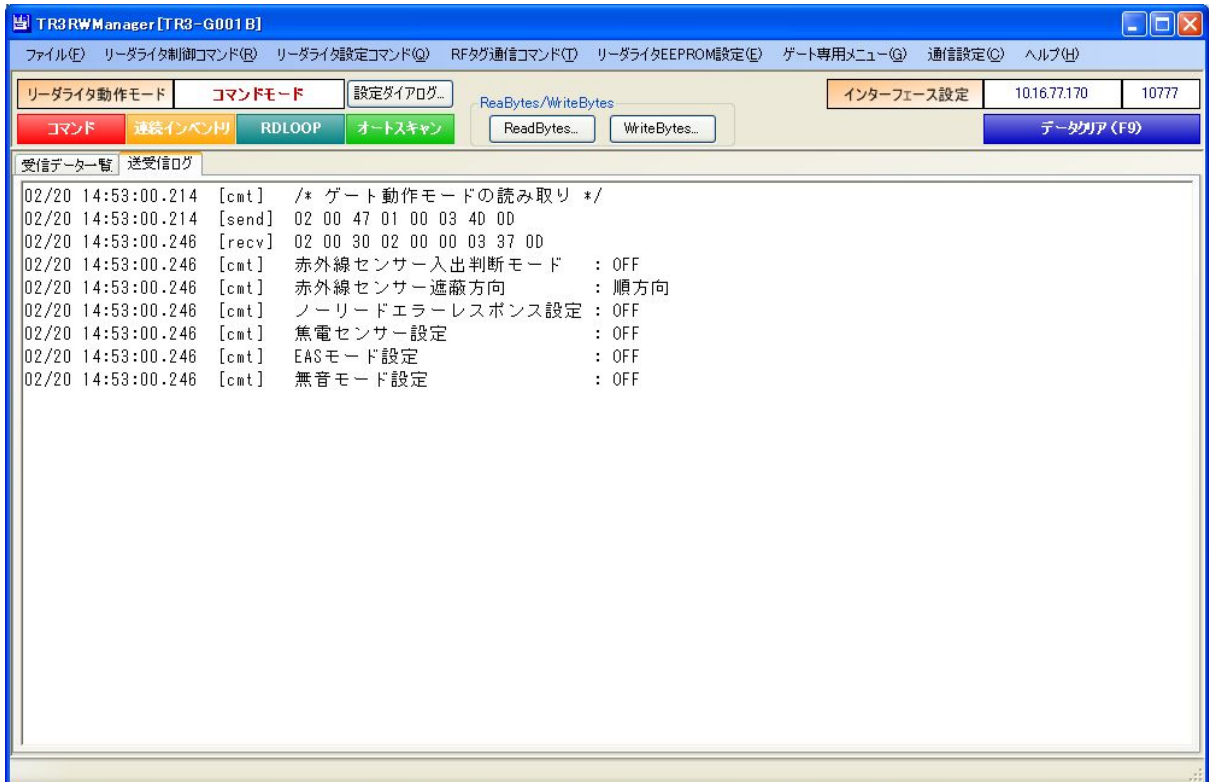 TR3RWManager[TR3-G001B]
ファイル(F) リーダライタ制御コマンド(R) リーダライタ設定コマンド(Q) RFタグ通信コマンド(T) リーダライタEEPROM設定(E) ゲート専用メニュー(G) 通信設定(C) ヘルプ(H)
リーダライタ動作モード コマンドモード 設定ダイアログ... ReaBytes/WriteBytes インターフェース設定 10.16.77.170 10777
コマンド 連続インベントリ RDLOOP オートスキャン ReadBytes... WriteBytes... データクリア (F9)
受信データ一覧 送受信ログ
02/20 14:53:00.214 [cmt] /* ゲート動作モードの読み取り */
02/20 14:53:00.214 [send] 02 00 47 01 00 03 4D 0D
02/20 14:53:00.246 [recv] 02 00 30 02 00 00 03 37 0D
02/20 14:53:00.246 [cmt] 赤外線センサー入出判断モード : OFF
02/20 14:53:00.246 [cmt] 赤外線センサー遮蔽方向 : 順方向
02/20 14:53:00.246 [cmt] ノーリードエラーレスポンス設定 : OFF
02/20 14:53:00.246 [cmt] 焦電センサー設定 : OFF
02/20 14:53:00.246 [cmt] EASモード設定 : OFF
02/20 14:53:00.246 [cmt] 無音モード設定 : OFF